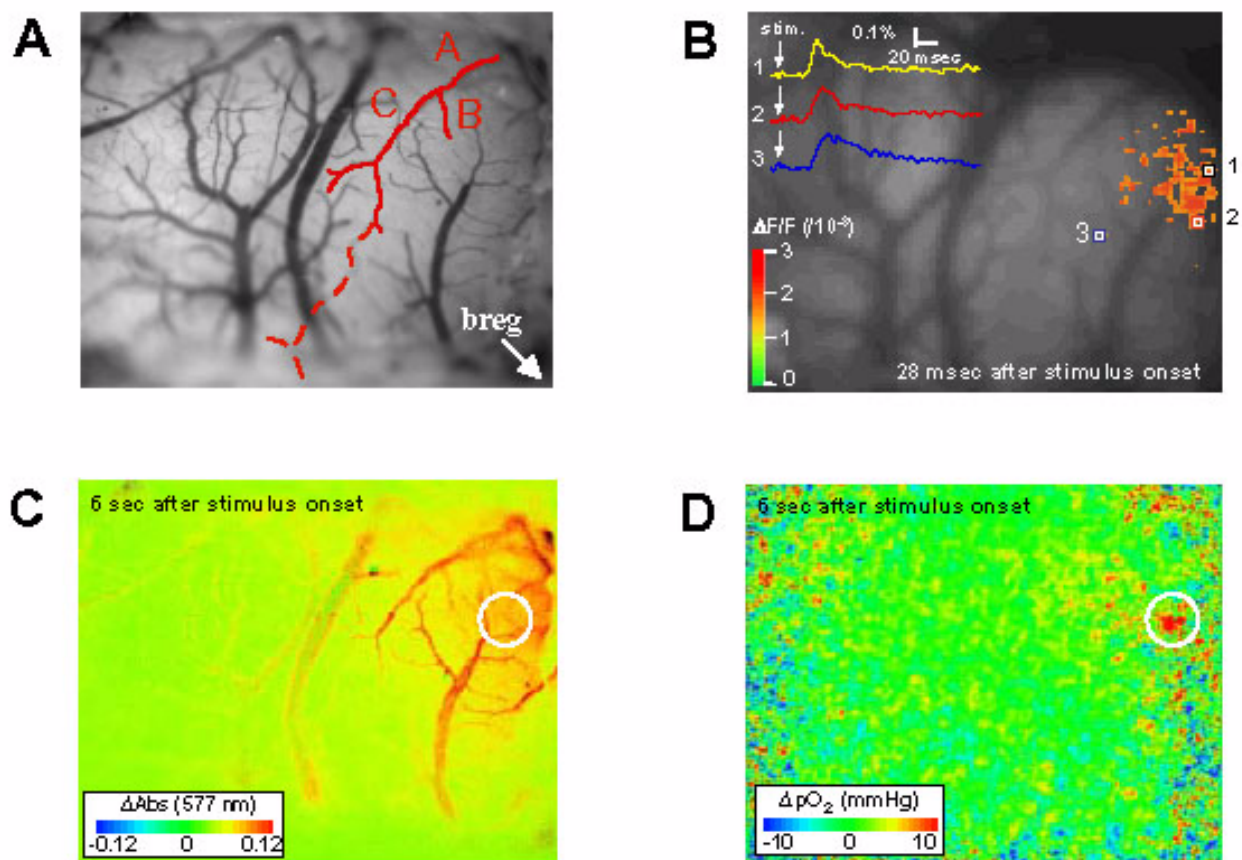 A
A
C
B
breg
B
stim.
0.1%
20 msec
1
2
3
ΔF/F (/10⁻³)
3
2
1
0
3
1
2
28 msec after stimulus onset
C
6 sec after stimulus onset
ΔAbs (577 nm)
-0.12 0 0.12
D
6 sec after stimulus onset
ΔpO₂ (mmHg)
-10 0 10